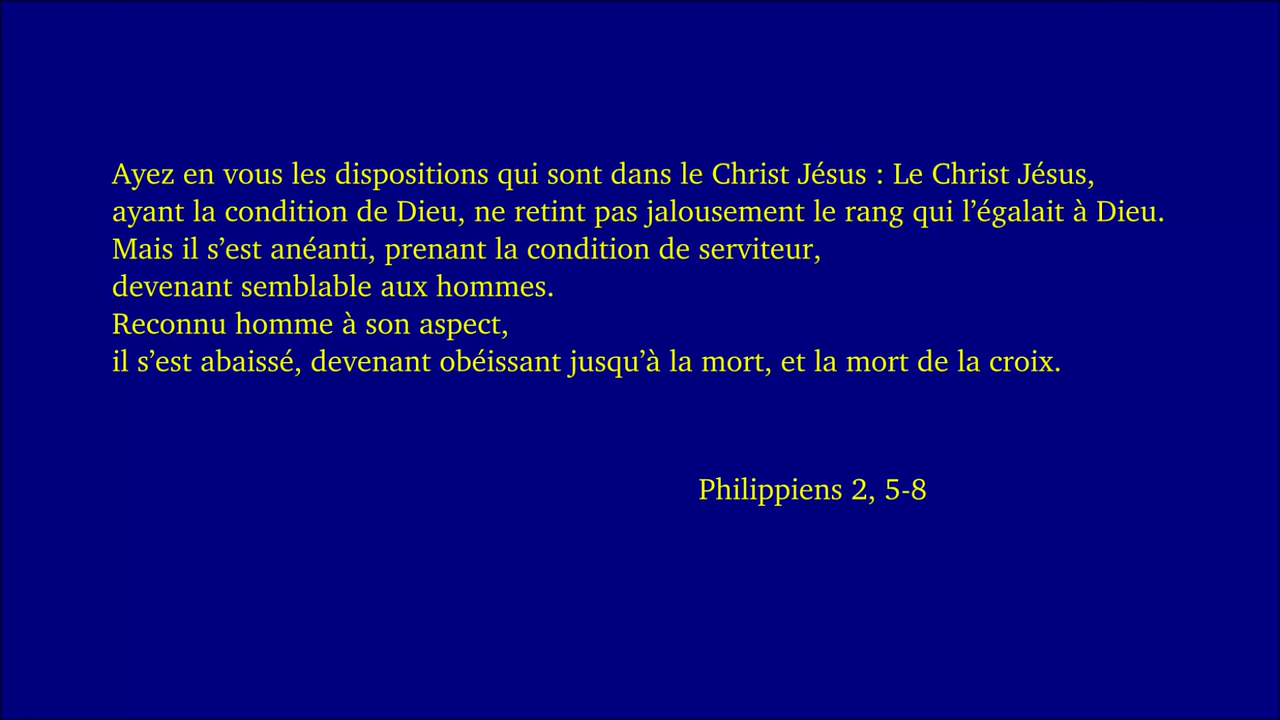 Ayez en vous les dispositions qui sont dans le Christ Jésus : Le Christ Jésus,
ayant la condition de Dieu, ne retint pas jalousement le rang qui l’égalait à Dieu.
Mais il s’est anéanti, prenant la condition de serviteur,
devenant semblable aux hommes.
Reconnu homme à son aspect,
il s’est abaissé, devenant obéissant jusqu’à la mort, et la mort de la croix.
Philippiens 2, 5-8